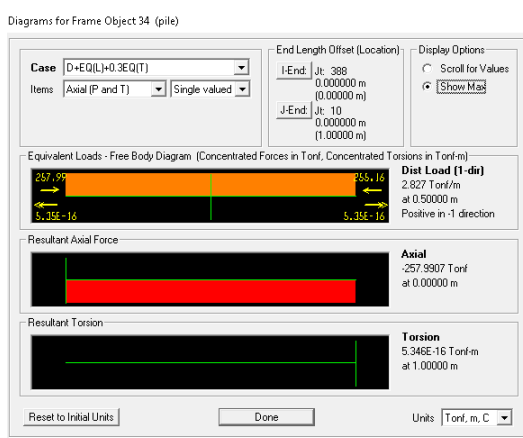 Diagrams for Frame Object 34 (pile)
End Length Offset (Location)
Display Options
Case D+EQ(L)+0.3EQ(T)
Items Axial (P and T) Single valued
I-End: Jt: 388
0.000000 m
(0.00000 m)
J-End: Jt: 10
0.000000 m
(1.00000 m)
Scroll for Values
Show Max
Equivalent Loads - Free Body Diagram (Concentrated Forces in Tonf, Concentrated Torsions in Tonf-m)
257.99
255.16
5.35E-16
5.35E-16
Dist Load (1-dir)
2.827 Tonf/m
at 0.50000 m
Positive in -1 direction
Resultant Axial Force
Axial
-257.9907 Tonf
at 0.00000 m
Resultant Torsion
Torsion
5.346E-16 Tonf-m
at 1.00000 m
Reset to Initial Units
Done
Units Tonf, m, C